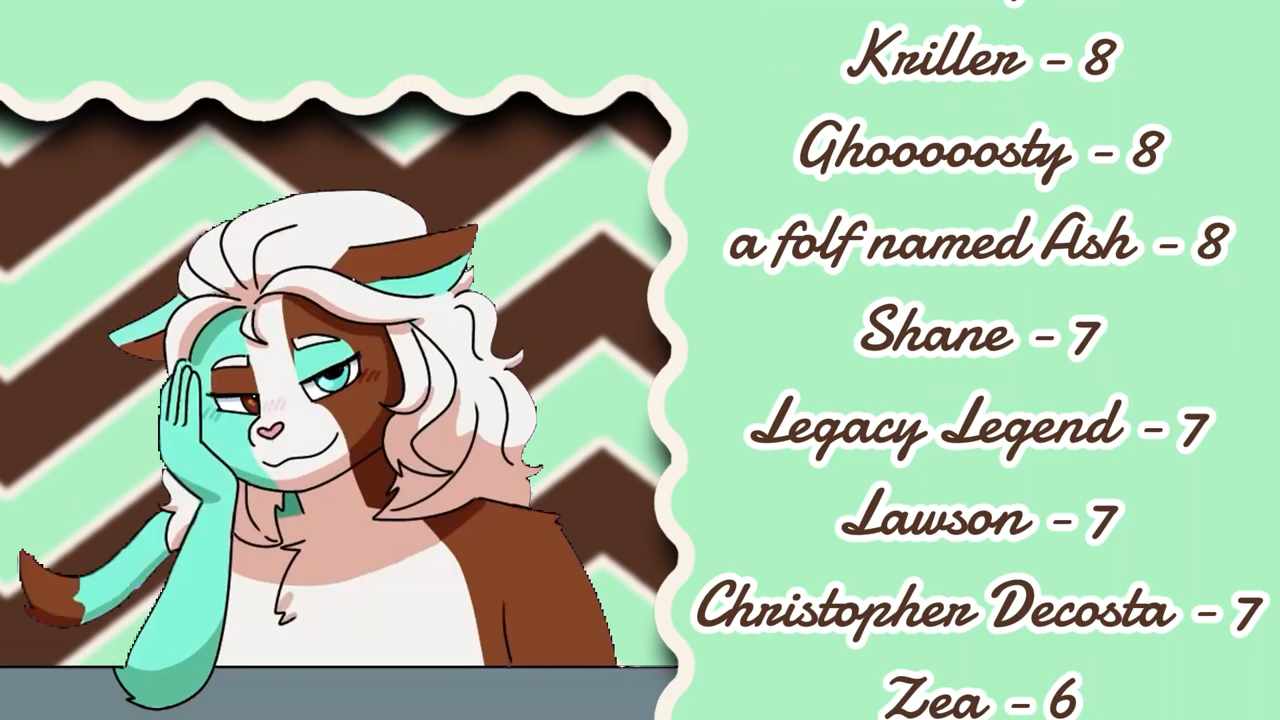 Kriller - 8
Ghooooosty - 8
a folf named Ash - 8
Shane - 7
Legacy Legend - 7
Lawson - 7
Christopher Decosta - 7
Zea - 6